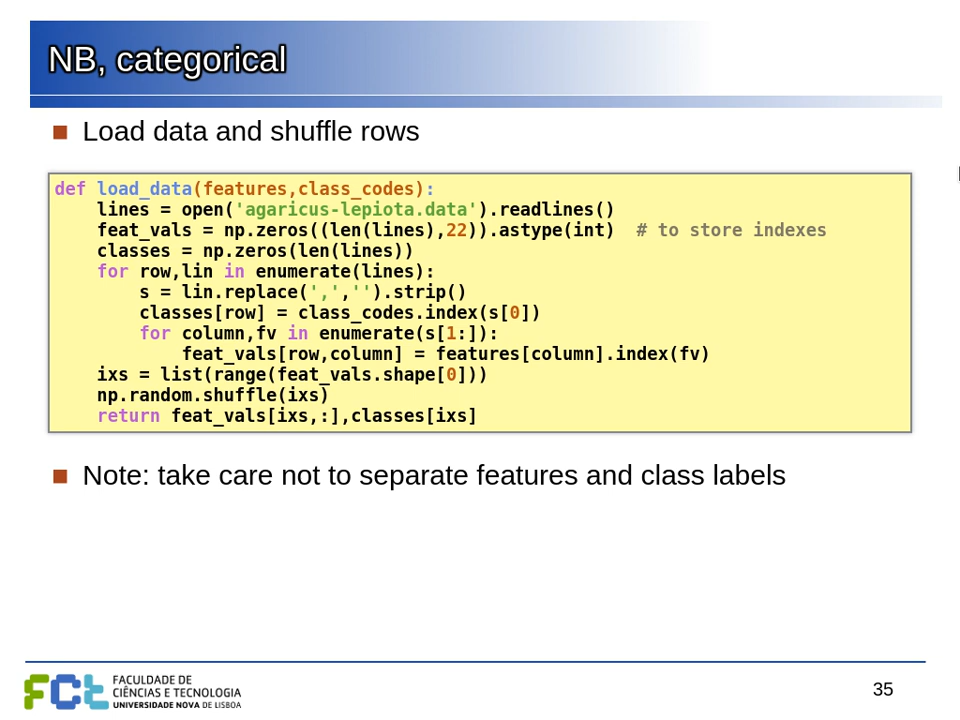 NB, categorical
Load data and shuffle rows
def load_data(features,class_codes):
    lines = open('agaricus-lepiota.data').readlines()
    feat_vals = np.zeros((len(lines),22)).astype(int)  # to store indexes
    classes = np.zeros(len(lines))
    for row,lin in enumerate(lines):
        s = lin.replace(',','').strip()
        classes[row] = class_codes.index(s[0])
        for column,fv in enumerate(s[1:]):
            feat_vals[row,column] = features[column].index(fv)
    ixs = list(range(feat_vals.shape[0]))
    np.random.shuffle(ixs)
    return feat_vals[ixs,:],classes[ixs]
Note: take care not to separate features and class labels
FCt
FACULDADE DE
CIÊNCIAS E TECNOLOGIA
UNIVERSIDADE NOVA DE LISBOA
35